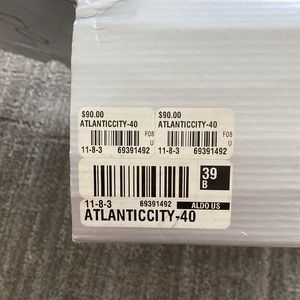 $90.00
ATLANTICCITY-40
F08
U
11-8-3 69391492
$90.00
ATLANTICCITY-40
F08
U
11-8-3 69391492
39
B
11-8-3 69391492 ALDO US
ATLANTICCITY-40